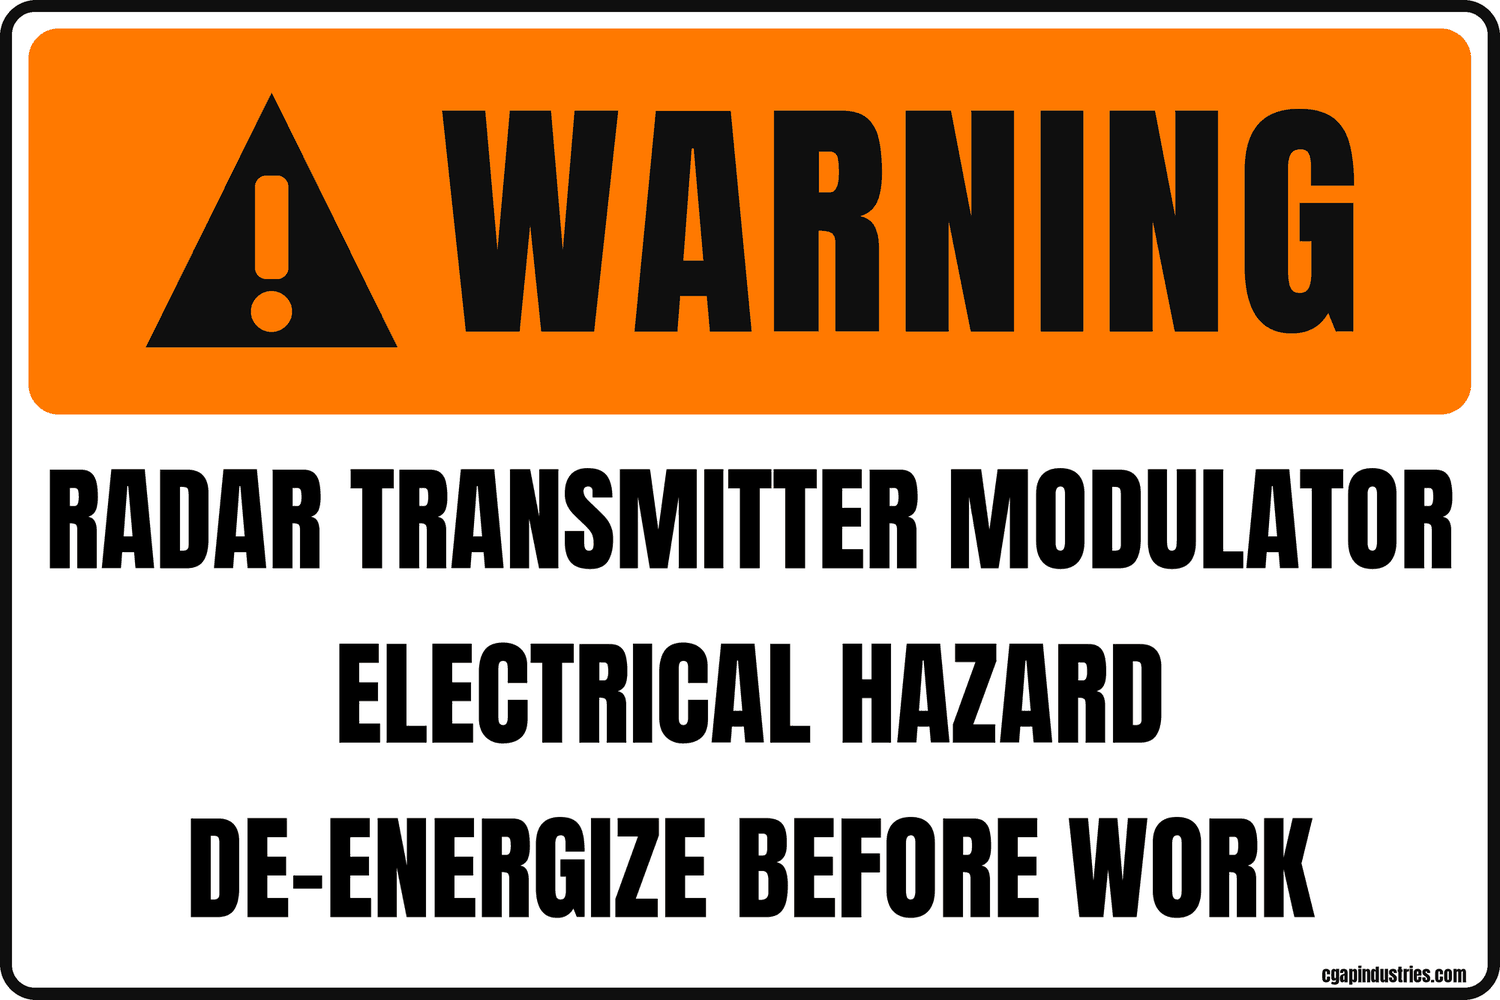 WARNING
RADAR TRANSMITTER MODULATOR
ELECTRICAL HAZARD
DE-ENERGIZE BEFORE WORK
cgapindustries.com